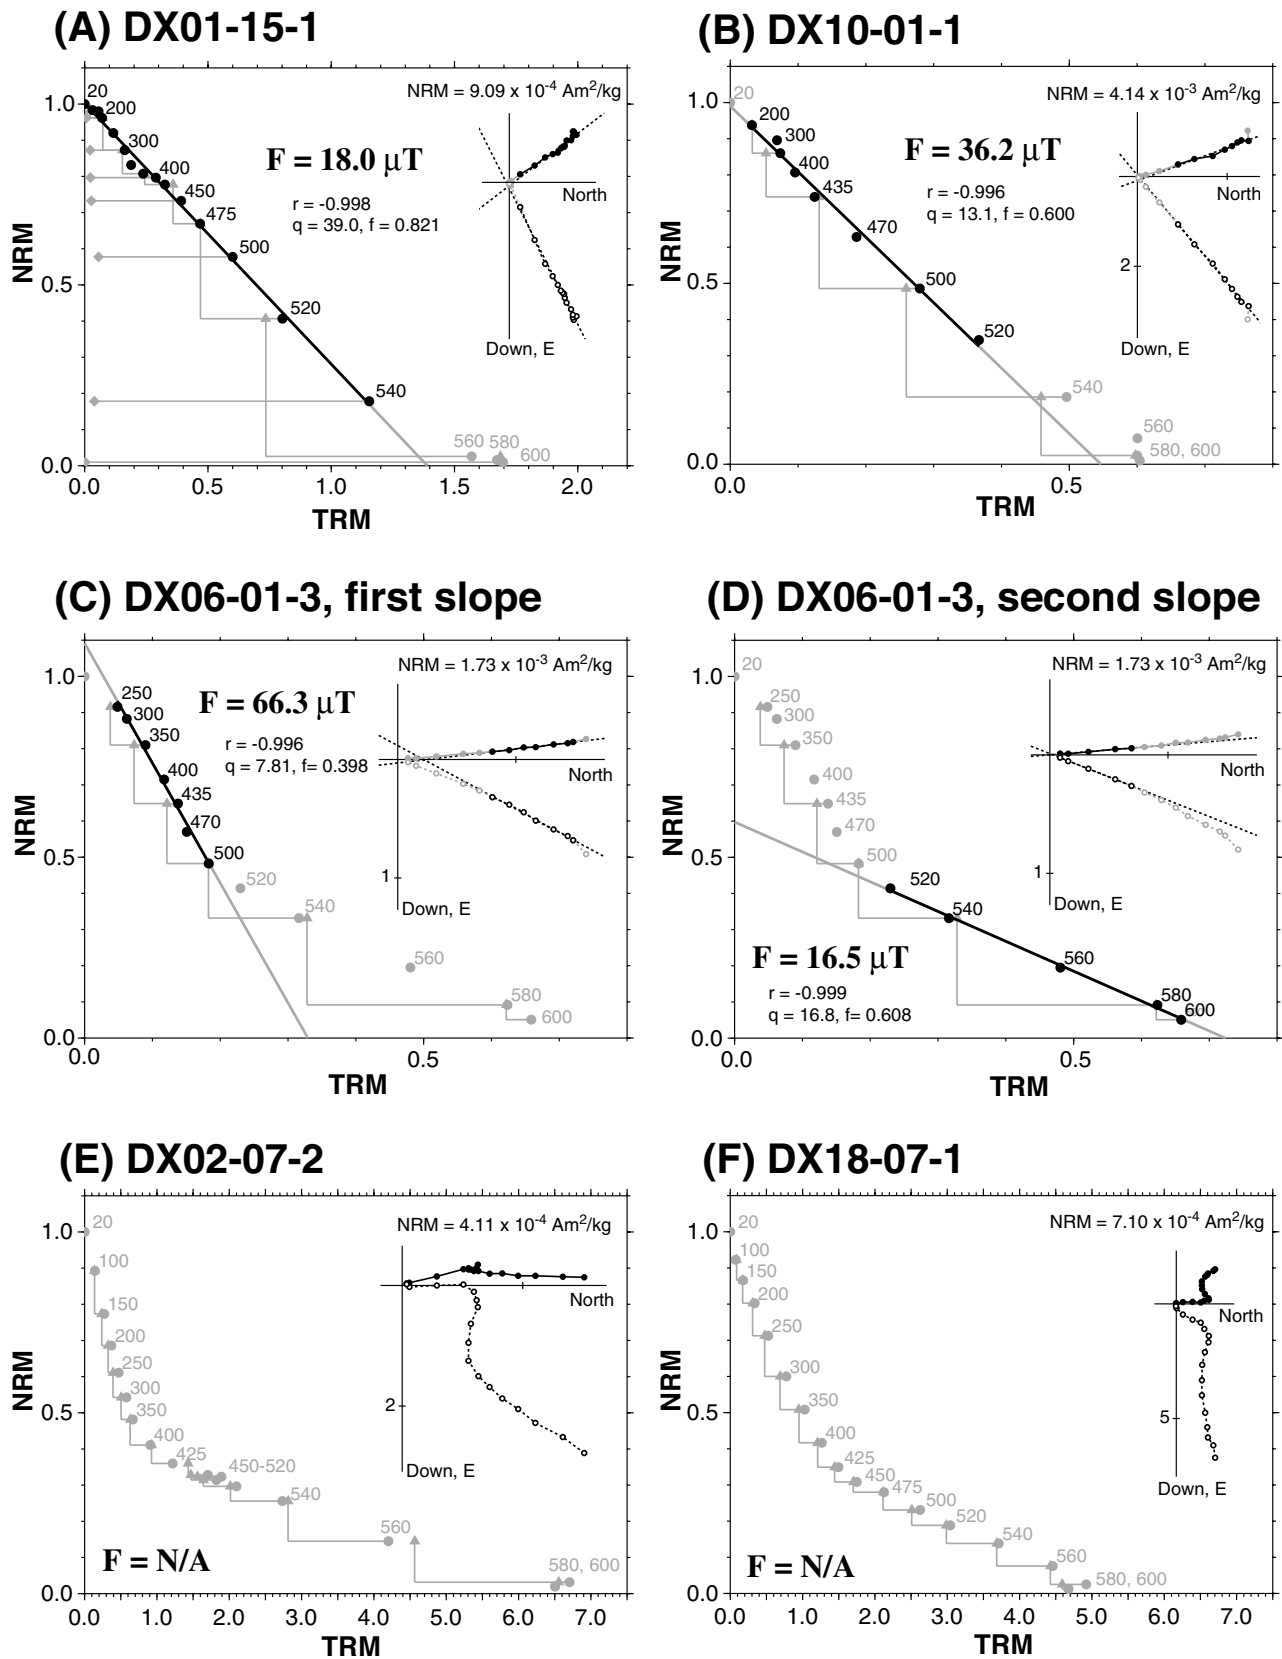 (A) DX01-15-1
NRM = 9.09 x 10-4 Am2/kg
20
200
300
400
450
475
500
520
540
560 580
600
F = 18.0 μT
r = -0.998
q = 39.0, f = 0.821
North
Down, E
1.0
0.5
0.0
NRM
0.0 0.5 1.0 1.5 2.0
TRM
(B) DX10-01-1
NRM = 4.14 x 10-3 Am2/kg
20
200
300
400
435
470
500
520
540
560
580, 600
F = 36.2 μT
r = -0.996
q = 13.1, f = 0.600
North
2
Down, E
1.0
0.5
0.0
NRM
0.0 0.5
TRM
(C) DX06-01-3, first slope
NRM = 1.73 x 10-3 Am2/kg
250
300
350
400
435
470
500
520
540
560
580
600
F = 66.3 μT
r = -0.996
q = 7.81, f= 0.398
North
1
Down, E
1.0
0.5
0.0
NRM
0.0 0.5
TRM
(D) DX06-01-3, second slope
NRM = 1.73 x 10-3 Am2/kg
20
250
300
350
400
435
470
500
520
540
560
580
600
F = 16.5 μT
r = -0.999
q = 16.8, f= 0.608
North
1
Down, E
1.0
0.5
0.0
NRM
0.0 0.5
TRM
(E) DX02-07-2
NRM = 4.11 x 10-4 Am2/kg
20
100
150
200
250
300
350
400
425
450-520
540
560
580, 600
F = N/A
North
2
Down, E
1.0
0.5
0.0
NRM
0.0 1.0 2.0 3.0 4.0 5.0 6.0 7.0
TRM
(F) DX18-07-1
NRM = 7.10 x 10-4 Am2/kg
20
100
150
200
250
300
350
400
425
450
475
500
520
540
560
580, 600
F = N/A
North
5
Down, E
1.0
0.5
0.0
NRM
0.0 1.0 2.0 3.0 4.0 5.0 6.0 7.0
TRM